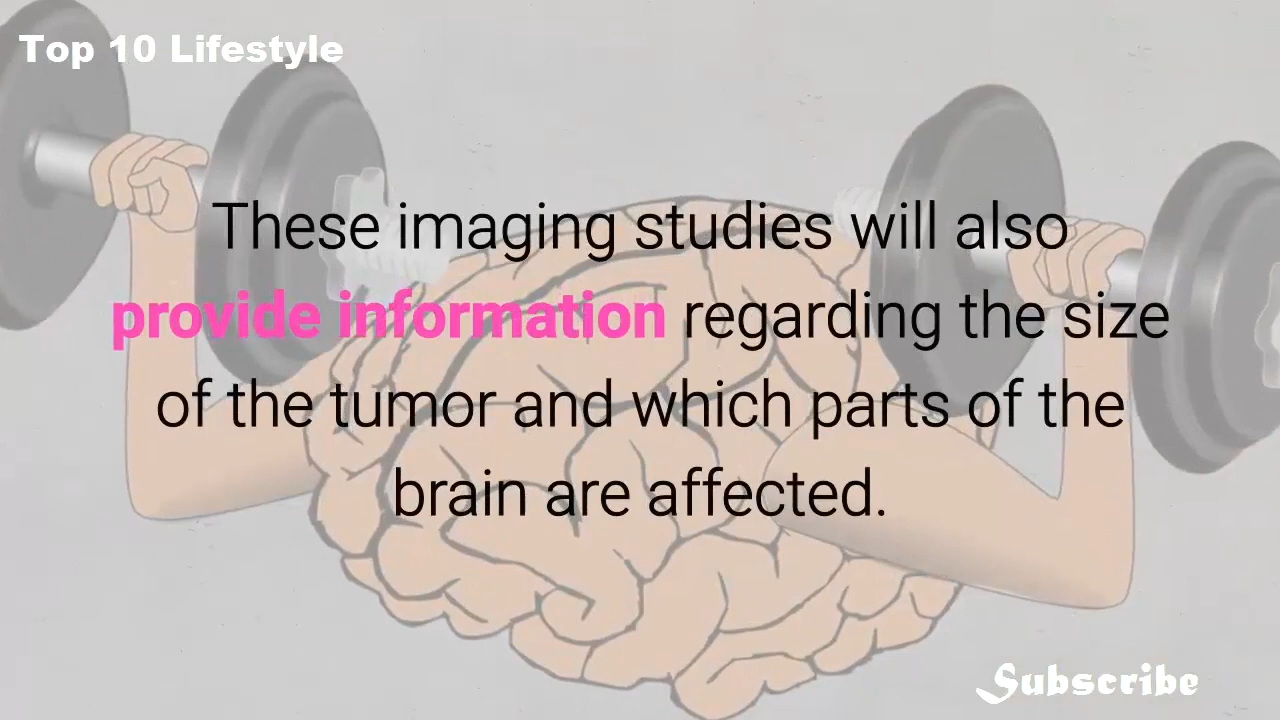 Top 10 Lifestyle
These imaging studies will also
provide information regarding the size
of the tumor and which parts of the
brain are affected.
Subscribe